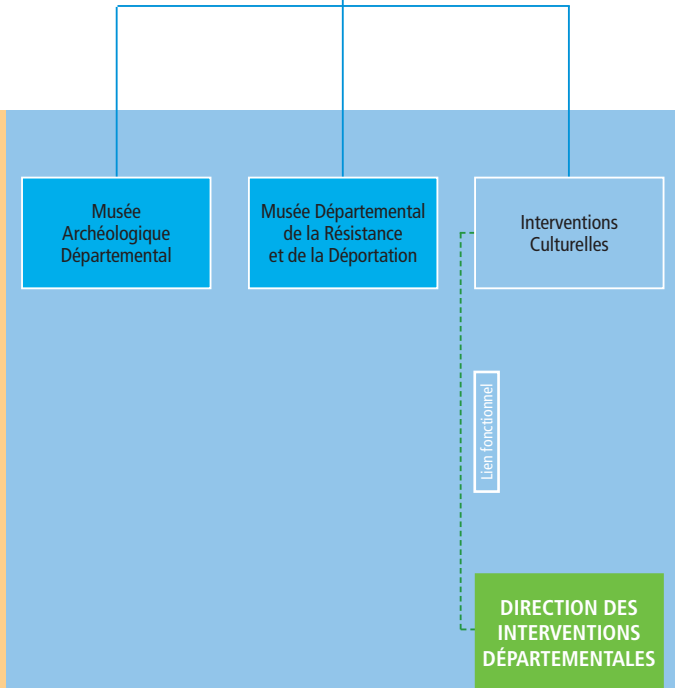 Musée
Archéologique
Départemental
Musée Départemental
de la Résistance
et de la Déportation
Interventions
Culturelles
Lien fonctionnel
DIRECTION DES
INTERVENTIONS
DÉPARTEMENTALES